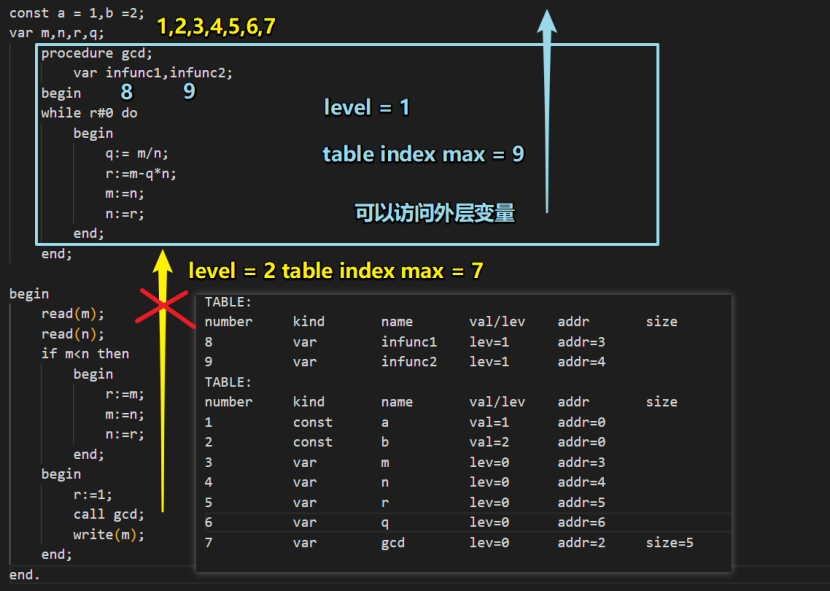 const a = 1,b =2;
var m,n,r,q;
1,2,3,4,5,6,7
procedure gcd;
var infunc1,infunc2;
begin
8
9
while r#0 do
begin
q:= m/n;
r:=m-q*n;
m:=n;
n:=r;
end;
end;
level = 1
table index max = 9
可以访问外层变量
level = 2 table index max = 7
begin
read(m);
read(n);
if m<n then
begin
r:=m;
m:=n;
n:=r;
end;
begin
r:=1;
call gcd;
write(m);
end;
end.
TABLE:
number kind name val/lev addr size
8 var infunc1 lev=1 addr=3
9 var infunc2 lev=1 addr=4
TABLE:
number kind name val/lev addr size
1 const a val=1 addr=0
2 const b val=2 addr=0
3 var m lev=0 addr=3
4 var n lev=0 addr=4
5 var r lev=0 addr=5
6 var q lev=0 addr=6
7 var gcd lev=0 addr=2 size=5